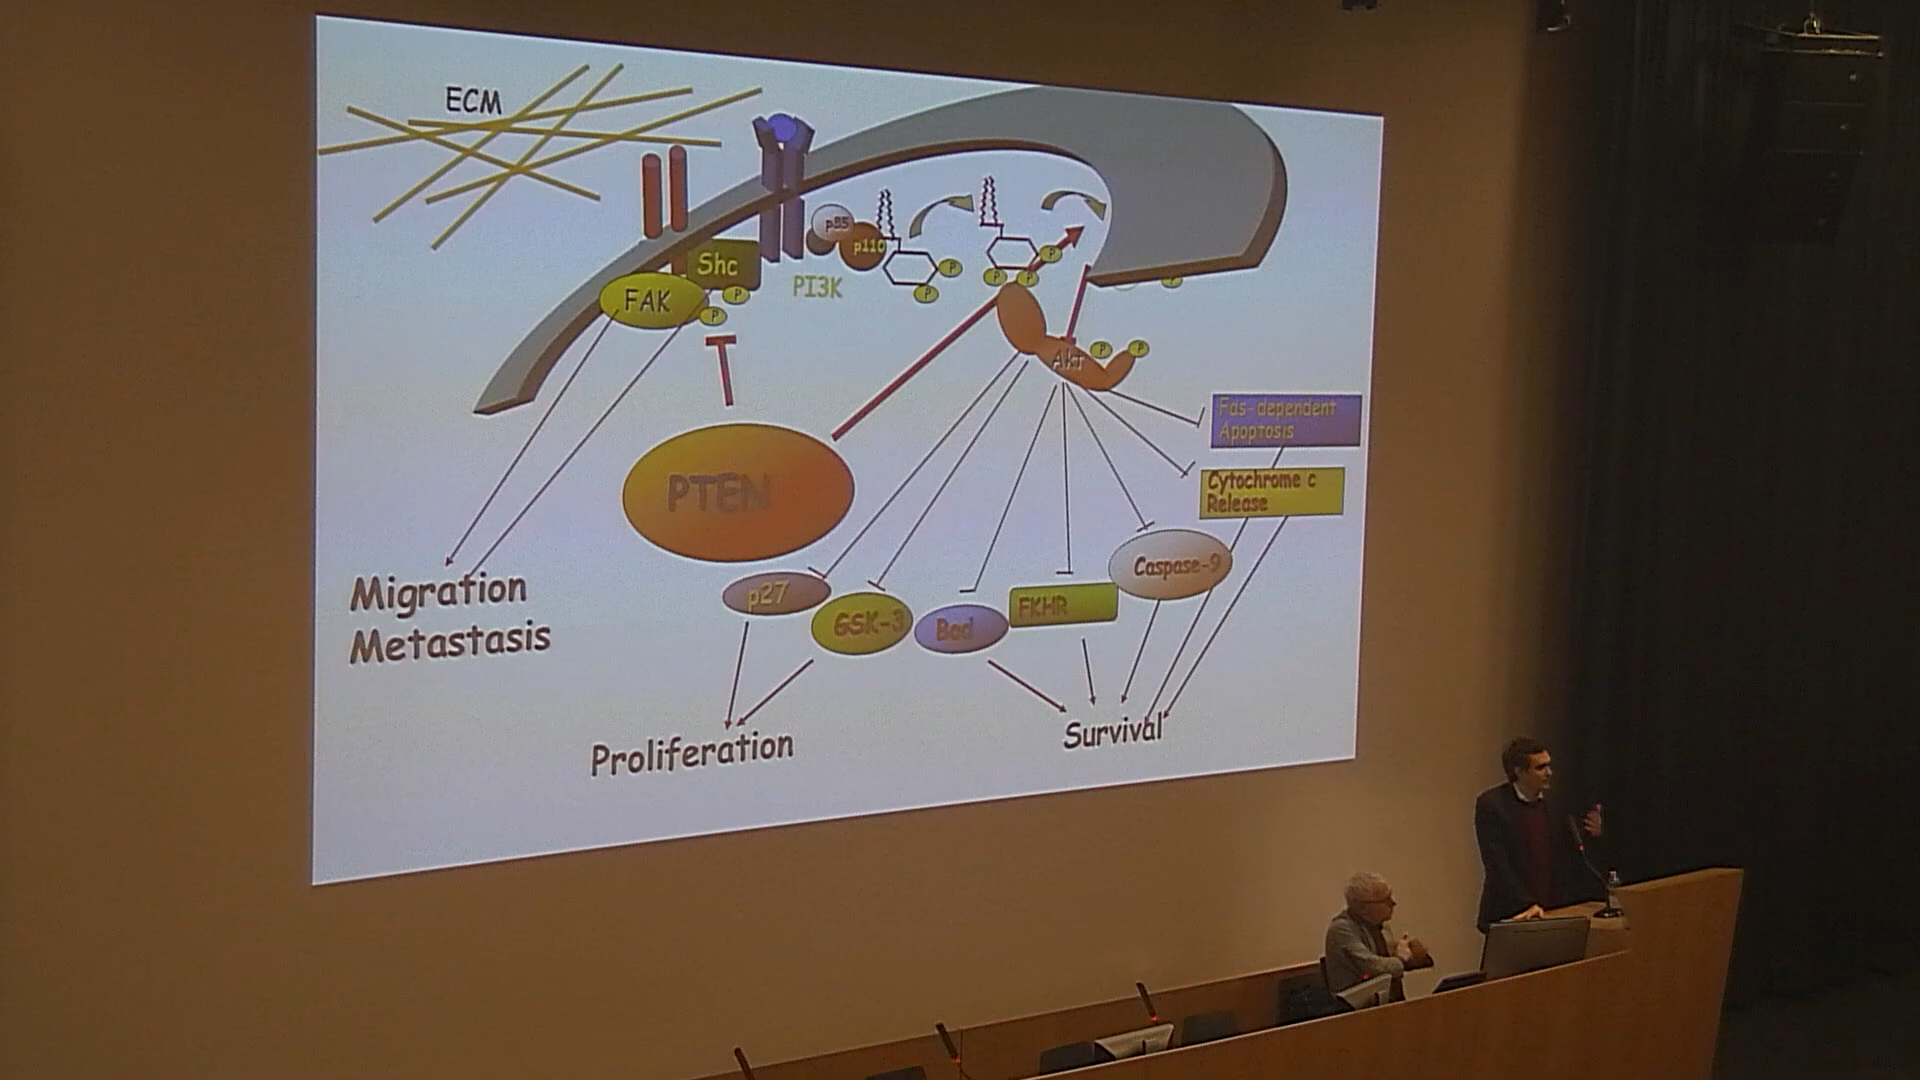 ECM
p85
p110
Shc
PI3K
FAK
P
P
P
P
P
P
P
Akt
P
P
P
Fas-dependent
Apoptosis
PTEN
Cytochrome c
Release
Caspase-9
Migration
Metastasis
p27
GSK-3
Bad
FKHR
Proliferation
Survival